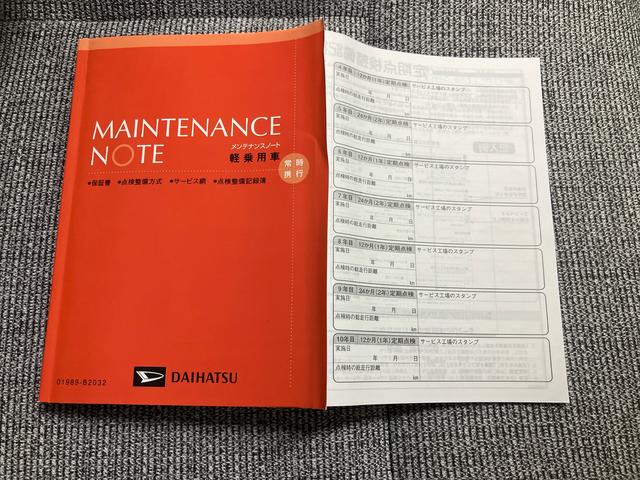 MAINTENANCE
NOTE
メンテナンスノート
軽乗用車
常時
携行
●保証書 ●点検整備方式 ●サービス網 ●点検整備記録簿
01989-B2032
DAIHATSU
4年目 12か月(1年)定期点検 サービス工場のスタンプ
実施日
年 月 日
点検時の総走行距離
km
5年目 24か月(2年)定期点検 サービス工場のスタンプ
実施日
年 月 日
点検時の総走行距離
km
6年目 12か月(1年)定期点検 サービス工場のスタンプ
実施日
年 月 日
点検時の総走行距離
km
7年目 24か月(2年)定期点検 サービス工場のスタンプ
実施日
年 月 日
点検時の総走行距離
km
8年目 12か月(1年)定期点検 サービス工場のスタンプ
実施日
年 月 日
点検時の総走行距離
km
9年目 24か月(2年)定期点検 サービス工場のスタンプ
実施日
年 月 日
点検時の総走行距離
km
10年目 12か月(1年)定期点検 サービス工場のスタンプ
実施日
年 月 日
点検時の総走行距離
km